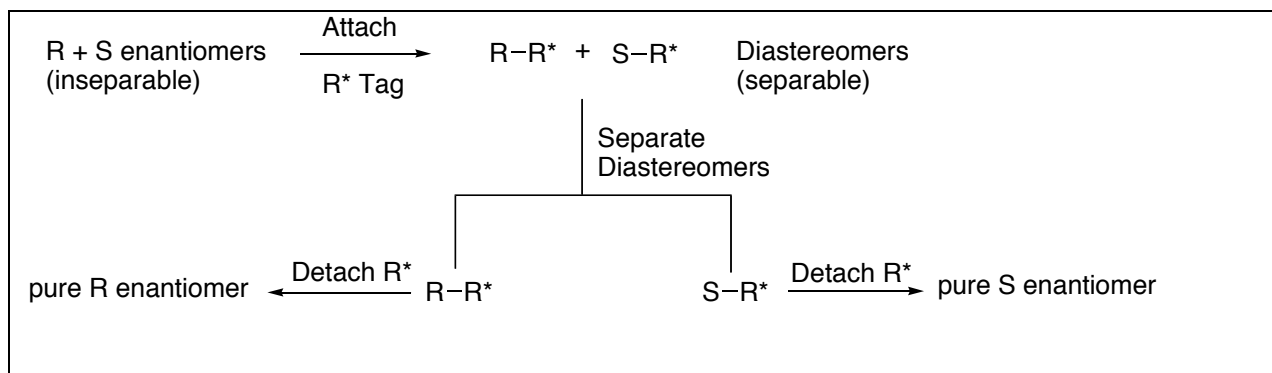 R + S enantiomers
(inseparable)
Attach
R* Tag
R–R* + S–R*
Diastereomers
(separable)
Separate
Diastereomers
pure R enantiomer
Detach R*
R–R*
S–R*
Detach R*
pure S enantiomer